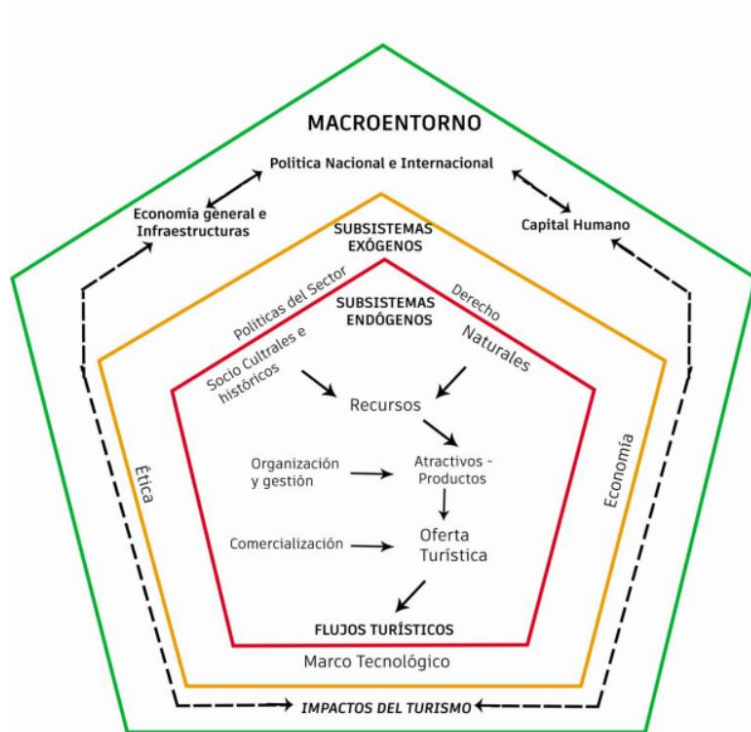 MACROENTORNO
Politica Nacional e Internacional
Economía general e
Infraestructuras
Capital Humano
SUBSISTEMAS
EXÓGENOS
Políticas del Sector
Derecho
SUBSISTEMAS
ENDÓGENOS
Socio Cultrales e
históricos
Naturales
Recursos
Organización
y gestión
Atractivos -
Productos
Ética
Economía
Comercialización
Oferta
Turística
FLUJOS TURÍSTICOS
Marco Tecnológico
IMPACTOS DEL TURISMO